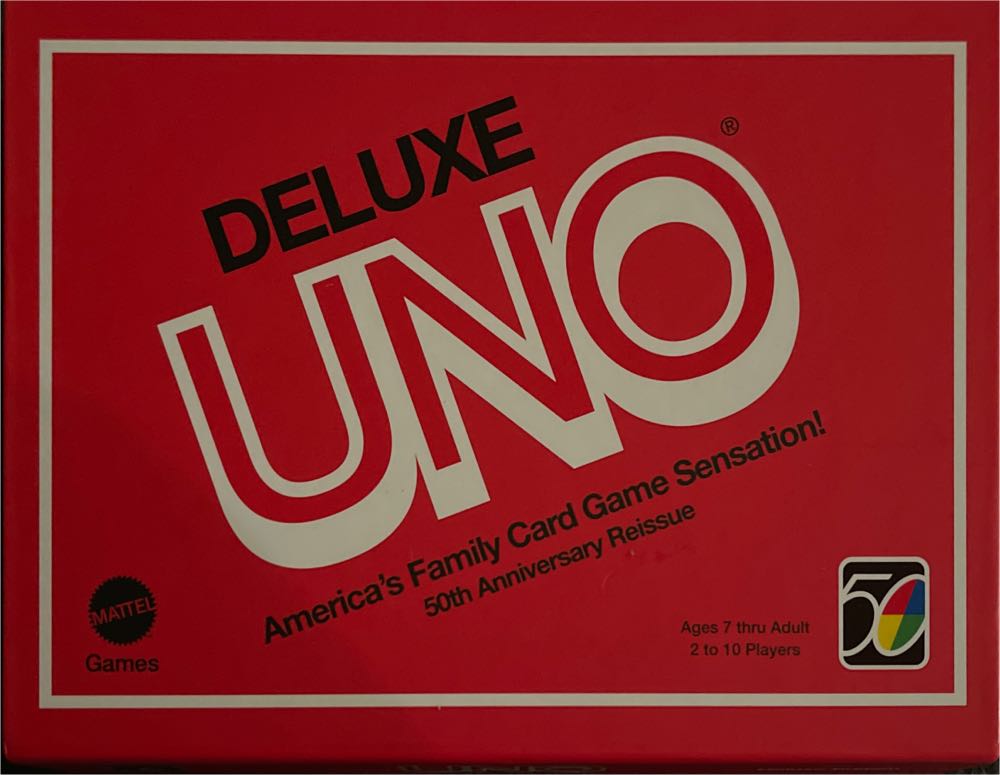 DELUXE
UNO®
America's Family Card Game Sensation!
50th Anniversary Reissue
MATTEL
Games
Ages 7 thru Adult
2 to 10 Players
50